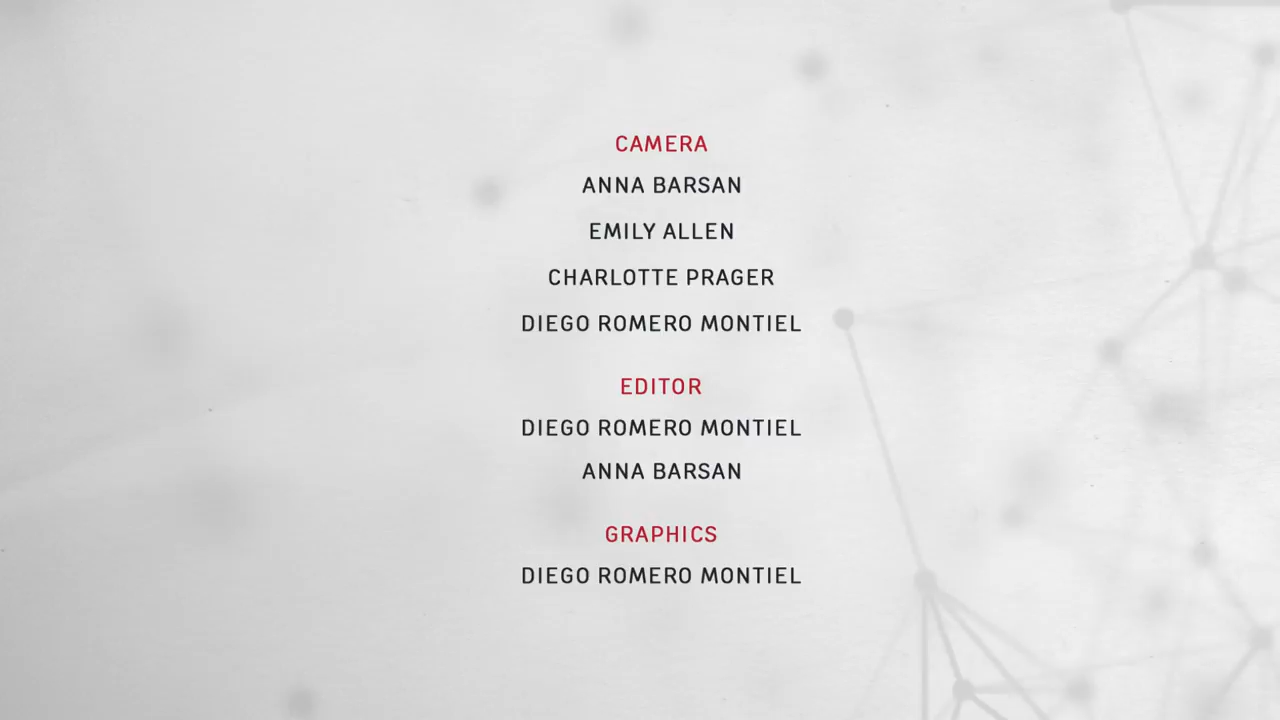 CAMERA
ANNA BARSAN
EMILY ALLEN
CHARLOTTE PRAGER
DIEGO ROMERO MONTIEL
EDITOR
DIEGO ROMERO MONTIEL
ANNA BARSAN
GRAPHICS
DIEGO ROMERO MONTIEL